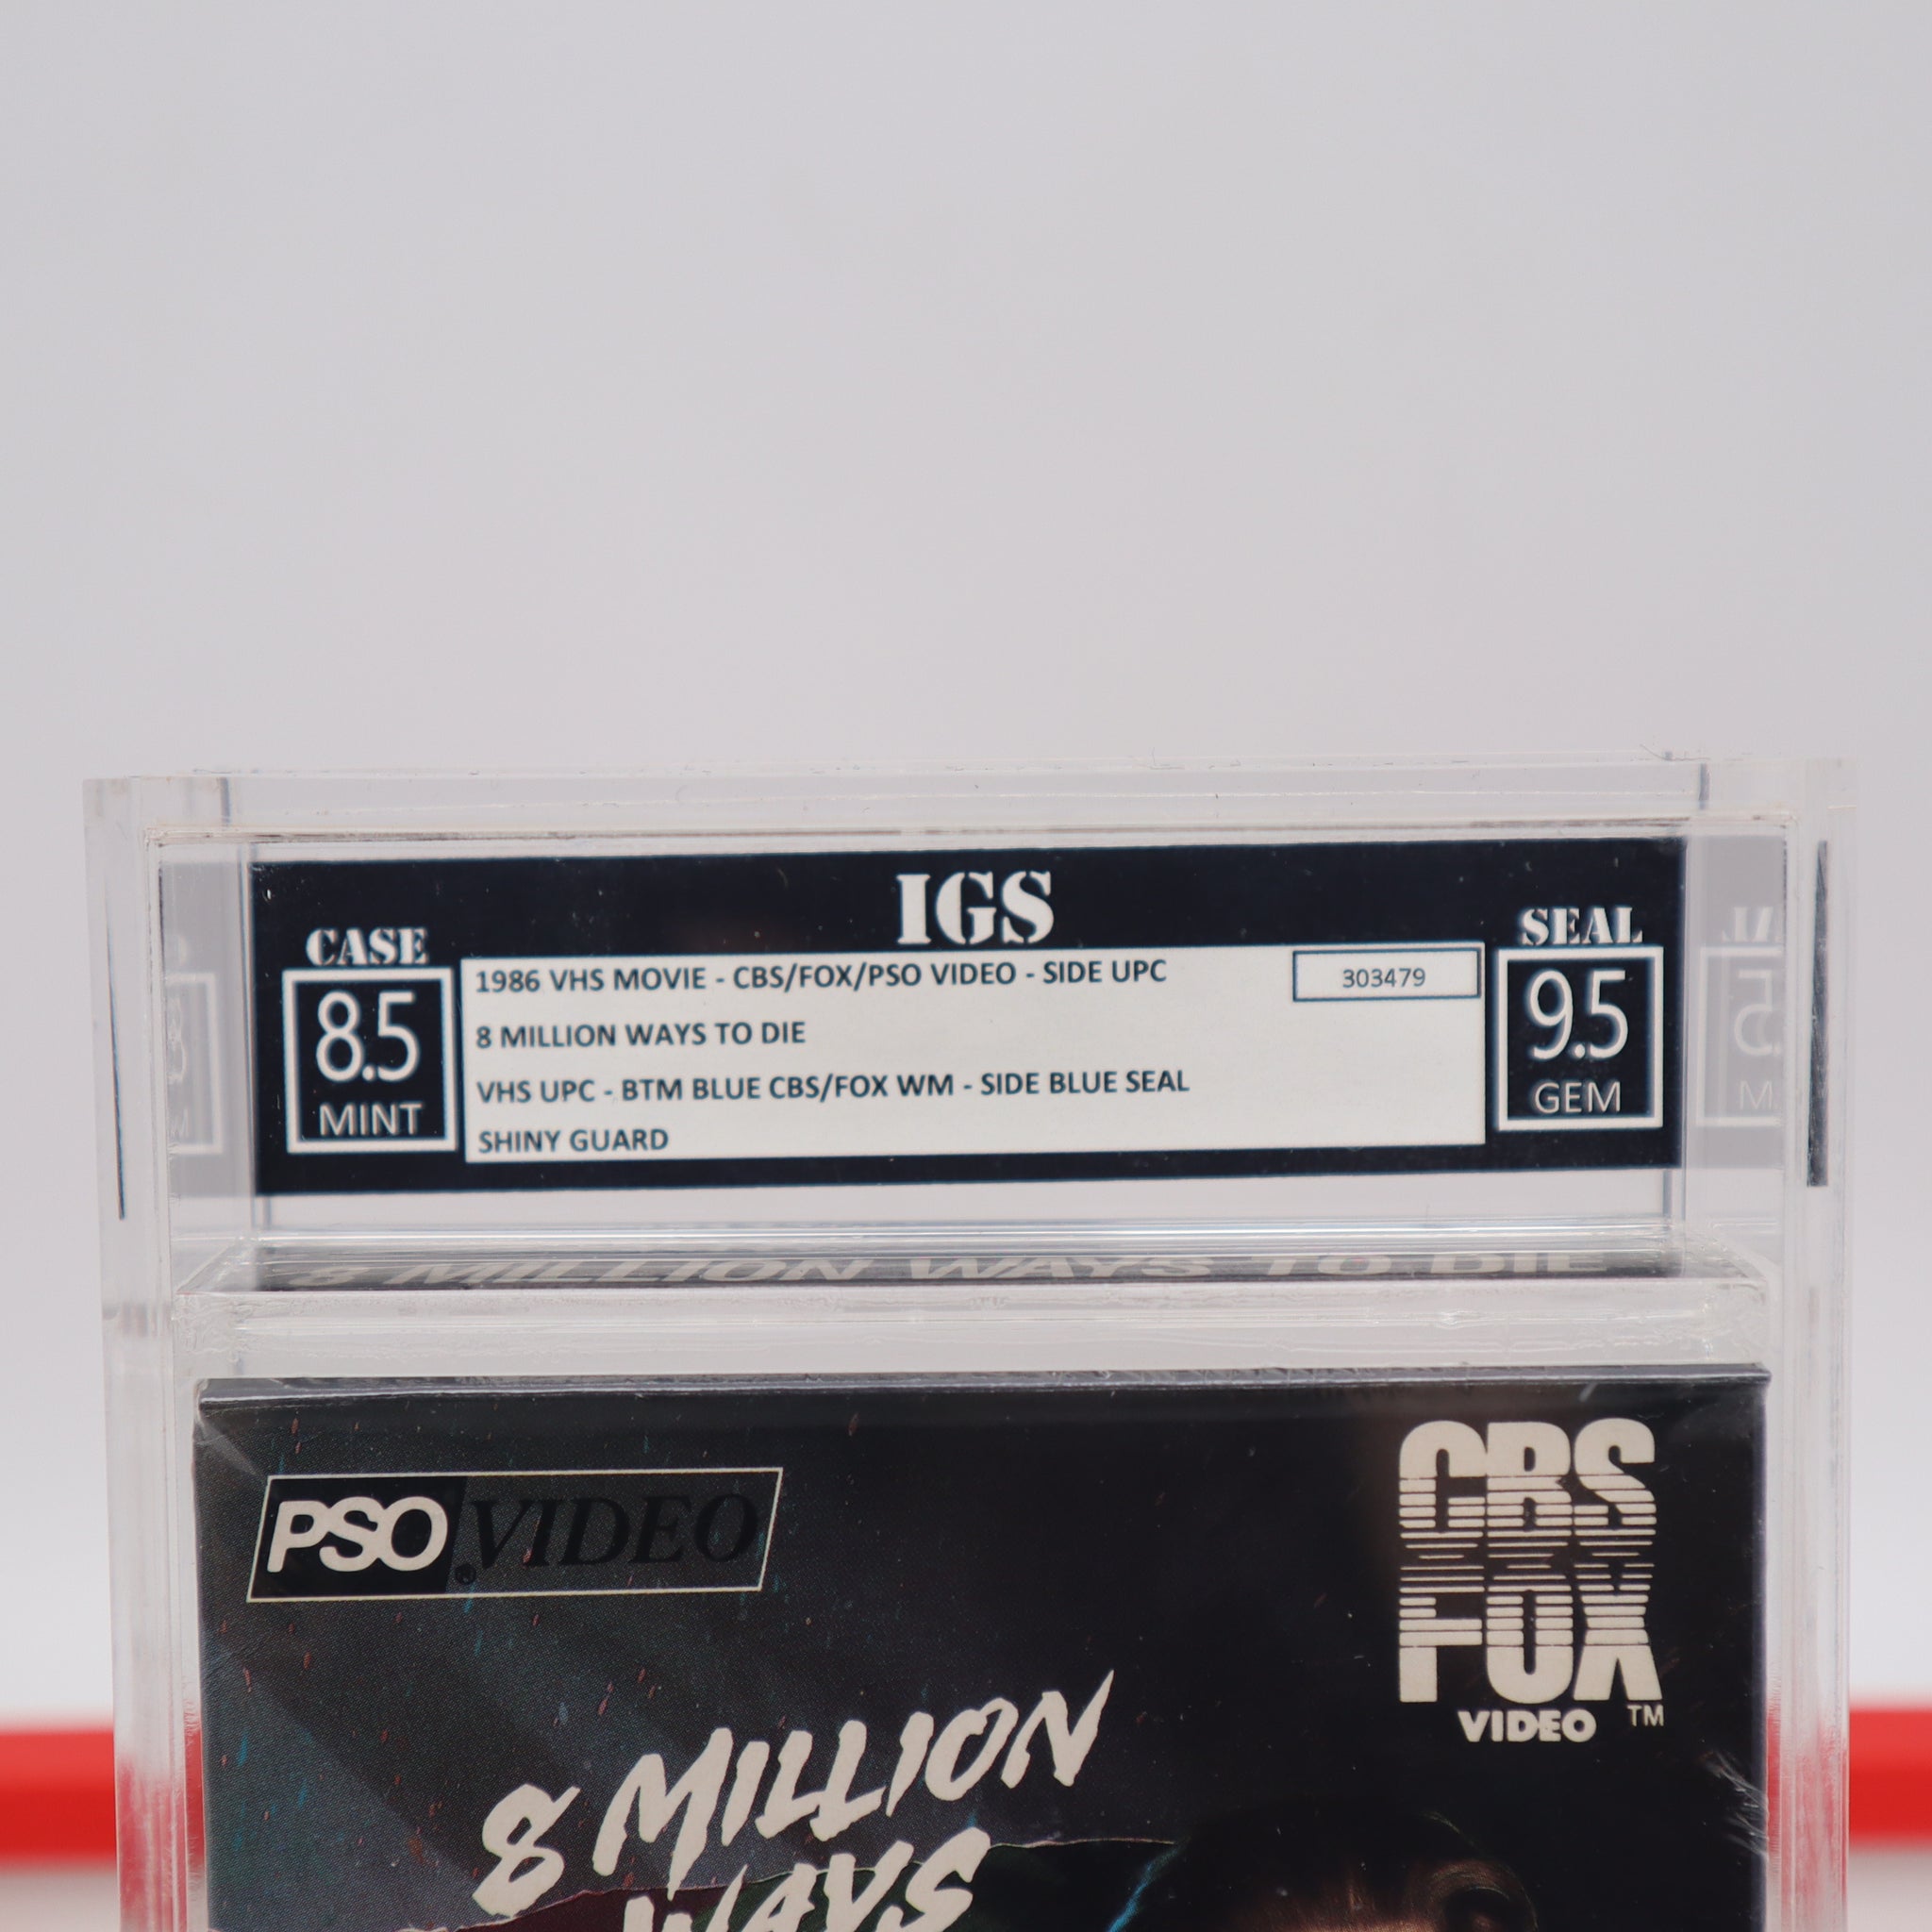 IGS
CASE
8.5
MINT
1986 VHS MOVIE - CBS/FOX/PSO VIDEO - SIDE UPC
303479
8 MILLION WAYS TO DIE
VHS UPC - BTM BLUE CBS/FOX WM - SIDE BLUE SEAL
SHINY GUARD
SEAL
9.5
GEM
8 MILLION WAYS TO DIE
PSO® VIDEO
CBS
FOX
VIDEO TM
8 MILLION
WAYS